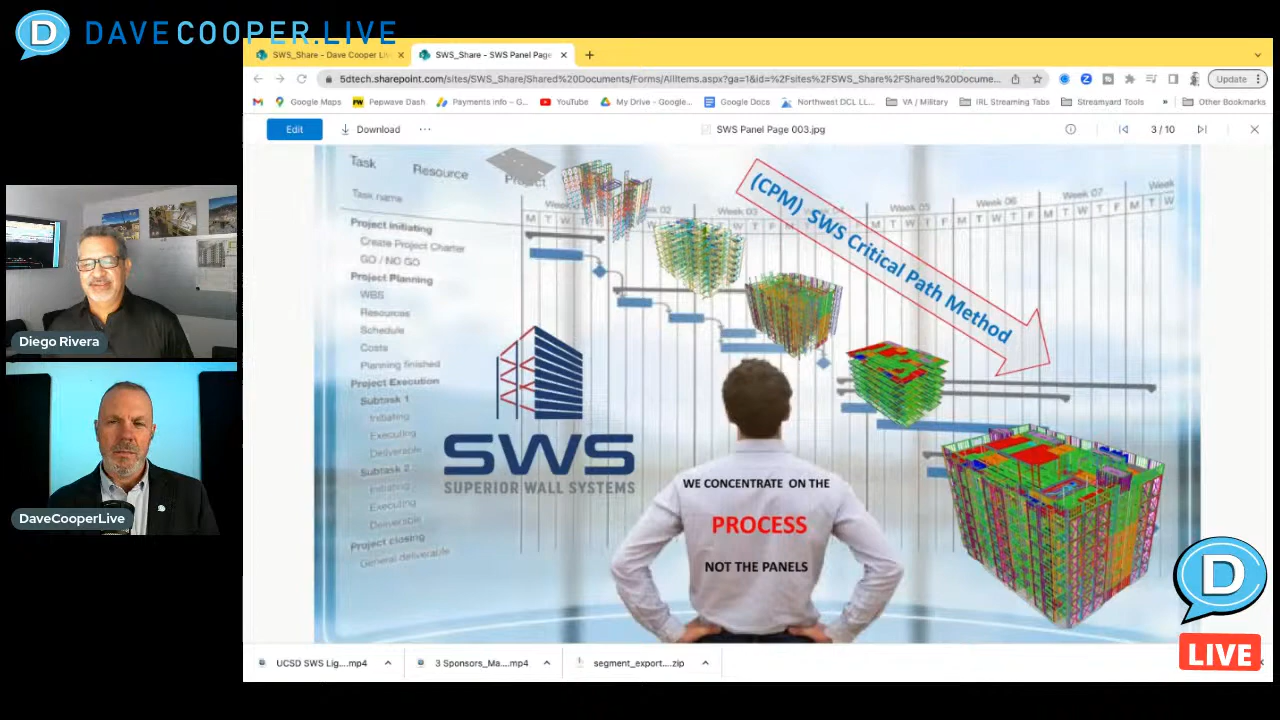 DAVECOOPER.LIVE
SWS_Share - Dave Cooper Liv
SWS_Share - SWS Panel Page
5dtech.sharepoint.com/sites/SWS_Share/Shared%20Documents/Forms/AllItems.aspx?ga=1&id=%2Fsites%2FSWS_Share%2FShared%20Docume...
Update
Google Maps
Pepwave Dash
Payments info – G...
YouTube
My Drive - Google...
Google Docs
Northwest DCL LL...
VA / Military
IRL Streaming Tabs
Streamyard Tools
Other Bookmarks
Edit
Download
SWS Panel Page 003.jpg
3 / 10
Task
Resource
Project
Task name
Week 02
Week 03
Week 05
Week 06
Week 07
Week
M T W
T F M T W
Project Initiating
Create Project Charter
GO / NO GO
Project Planning
WBS
Resources
Schedule
Costs
Planning finished
Project Execution
Subtask 1
Initiating
Executing
Deliverable
Subtask 2
Initiating
Executing
Deliverable
Project closing
General deliverable
(CPM) SWS Critical Path Method
SWS
SUPERIOR WALL SYSTEMS
WE CONCENTRATE ON THE
PROCESS
NOT THE PANELS
Diego Rivera
DaveCooperLive
D
LIVE
UCSD SWS Lig....mp4
3 Sponsors_Ma....mp4
segment_export....zip